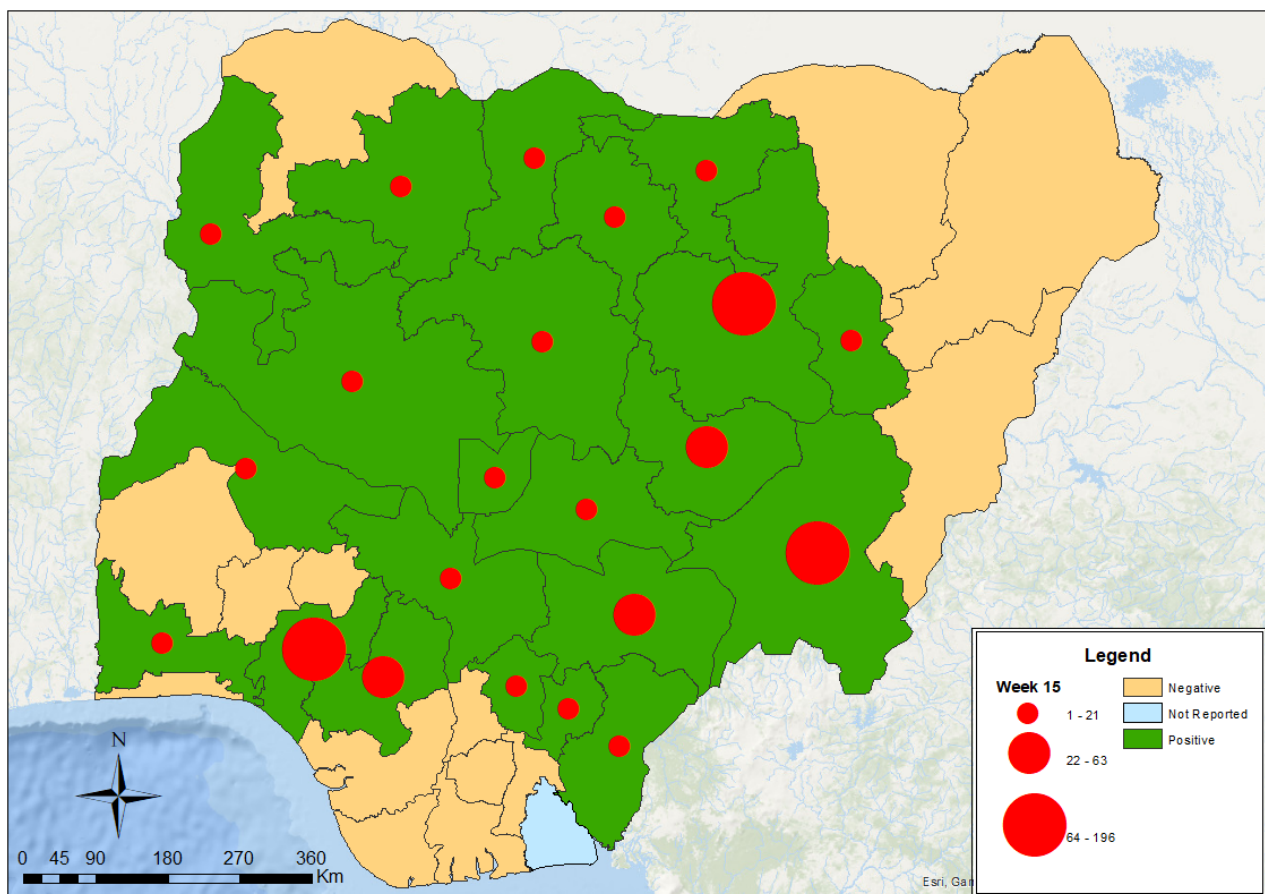 N
0 45 90 180 270 360
Km
Esri, Gar
Legend
Week 15
1 - 21
22 - 63
64 - 196
Negative
Not Reported
Positive